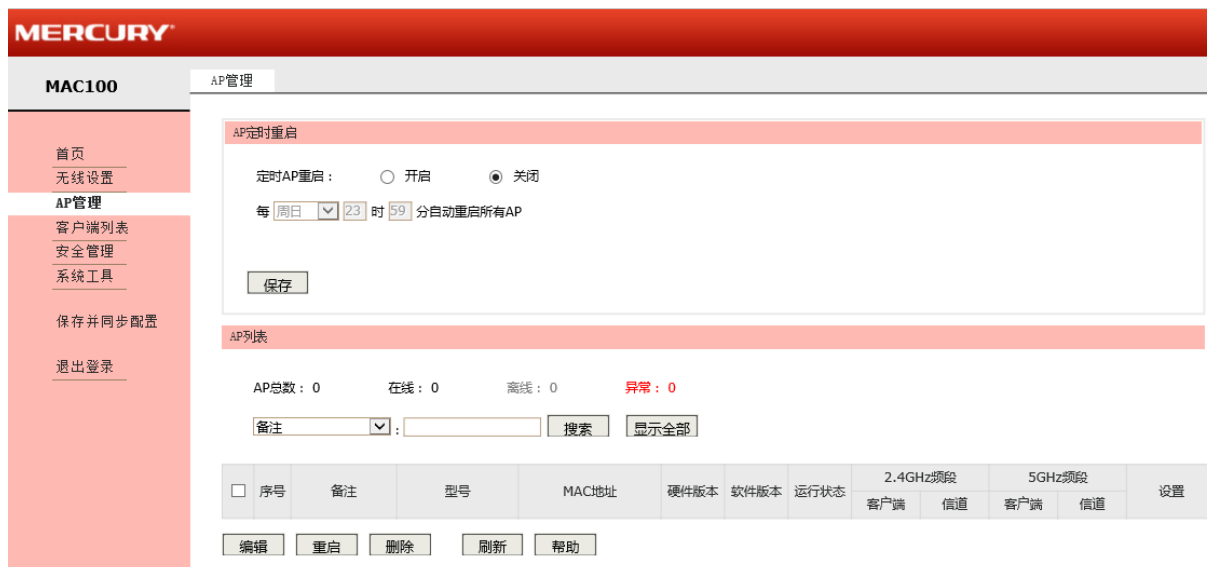 MERCURY
MAC100
AP管理
首页
无线设置
AP管理
客户端列表
安全管理
系统工具
保存并同步配置
退出登录
AP定时重启
定时AP重启： 开启 关闭
每 周日 23 时 59 分自动重启所有AP
保存
AP列表
AP总数：0 在线：0 离线：0 异常：0
备注 : 搜索 显示全部
序号 备注 型号 MAC地址 硬件版本 软件版本 运行状态 2.4GHz频段 5GHz频段 设置
客户端 信道 客户端 信道
编辑 重启 删除 刷新 帮助